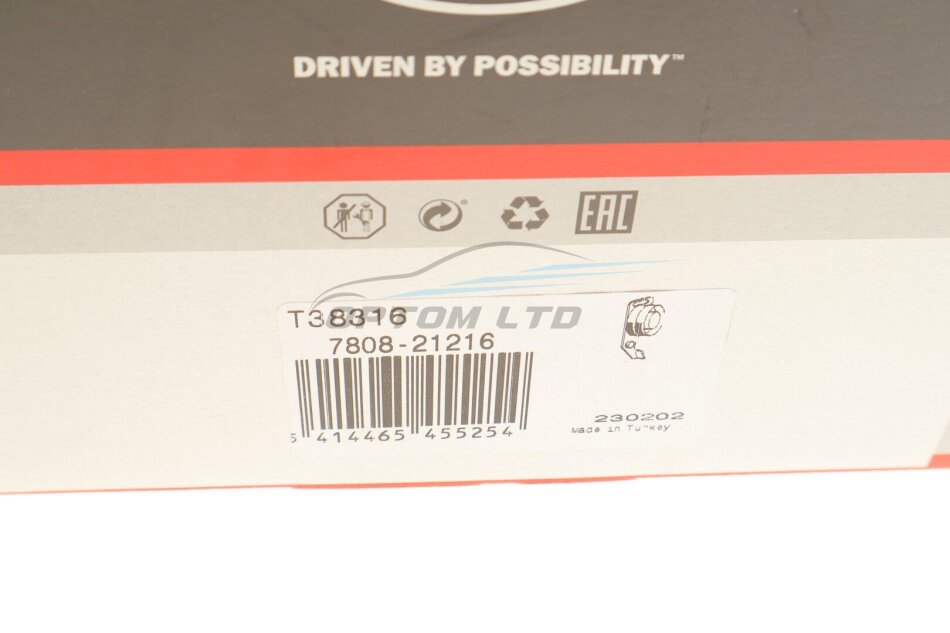 DRIVEN BY POSSIBILITY™
EAC
T38316
OPTOM LTD
7808-21216
5 414465 455254
230202
Made in Turkey